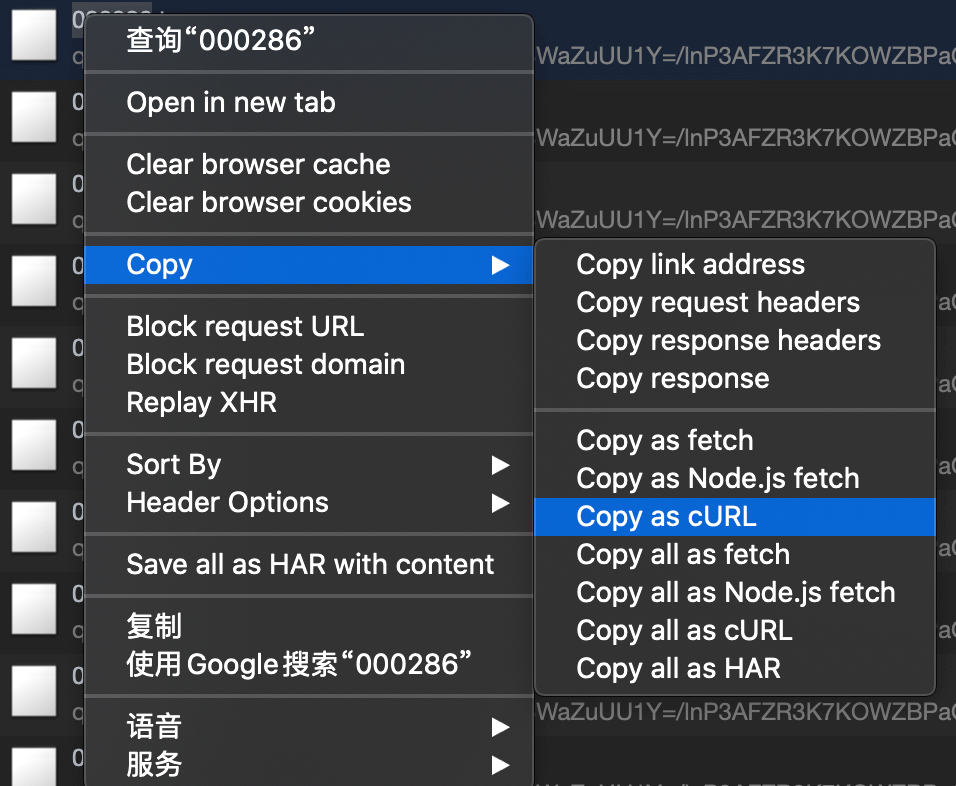 查询“000286”
WaZuUU1Y=/lnP3AFZR3K7KOWZBPa
Open in new tab
WaZuUU1Y=/lnP3AFZR3K7KOWZBPa
Clear browser cache
Clear browser cookies
WaZuUU1Y=/lnP3AFZR3K7KOWZBPa
Copy
Copy link address
Block request URL
Copy request headers
Block request domain
Copy response headers
Replay XHR
Copy response
Sort By
Copy as fetch
Header Options
Copy as Node.js fetch
Copy as cURL
Save all as HAR with content
Copy all as fetch
复制
Copy all as Node.js fetch
使用Google搜索“000286”
Copy all as cURL
Copy all as HAR
WaZuUU1Y=/lnP3AFZR3K7KOWZBPa
语音
服务